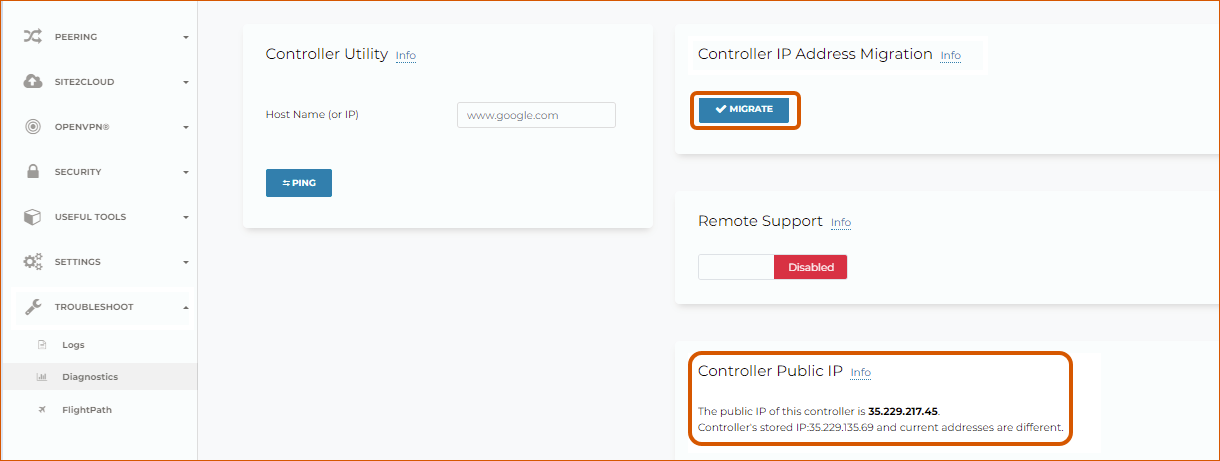 PEERING
SITE2CLOUD
OPENVPN®
SECURITY
USEFUL TOOLS
SETTINGS
TROUBLESHOOT
Logs
Diagnostics
FlightPath
Controller Utility Info
Host Name (or IP) www.google.com
PING
Controller IP Address Migration Info
MIGRATE
Remote Support Info
Disabled
Controller Public IP Info
The public IP of this controller is 35.229.217.45.
Controller's stored IP:35.229.135.69 and current addresses are different.